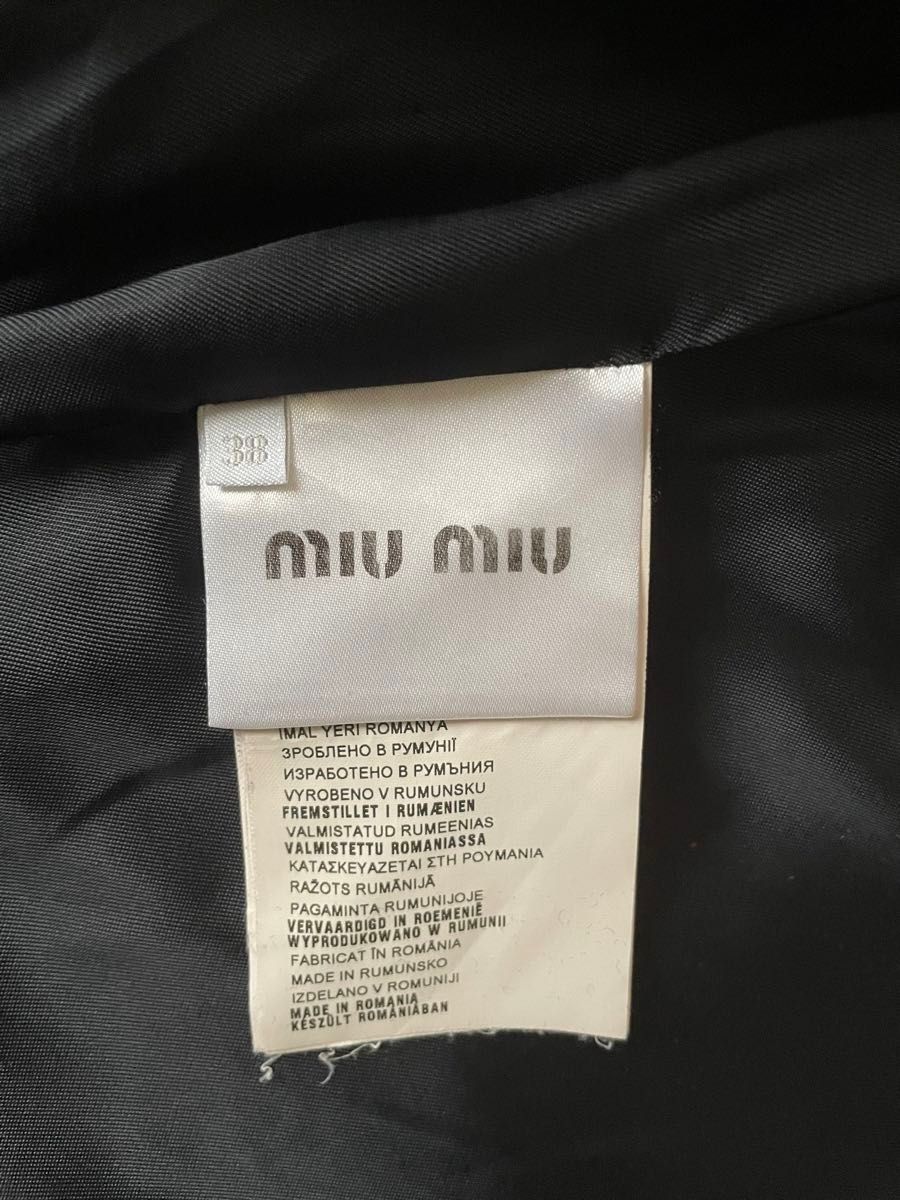 38
miu miu
IMAL YERI ROMANYA
ЗРОБЛЕНО В РУМУНІЇ
ИЗРАБОТЕНО В РУМЪНИЯ
VYROBENO V RUMUNSKU
FREMSTILLET I RUMÆNIEN
VALMISTATUD RUMEENIAS
VALMISTETTU ROMANIASSA
ΚΑΤΑΣΚΕΥΑΖΕΤΑΙ ΣΤΗ ΡΟΥΜΑΝΙΑ
RAŽOTS RUMĀNIJĀ
PAGAMINTA RUMUNIJOJE
VERVAARDIGD IN ROEMENIË
WYPRODUKOWANO W RUMUNII
FABRICAT ÎN ROMÂNIA
MADE IN RUMUNSKO
IZDELANO V ROMUNIJI
MADE IN ROMANIA
KÉSZÜLT ROMÁNIÁBAN